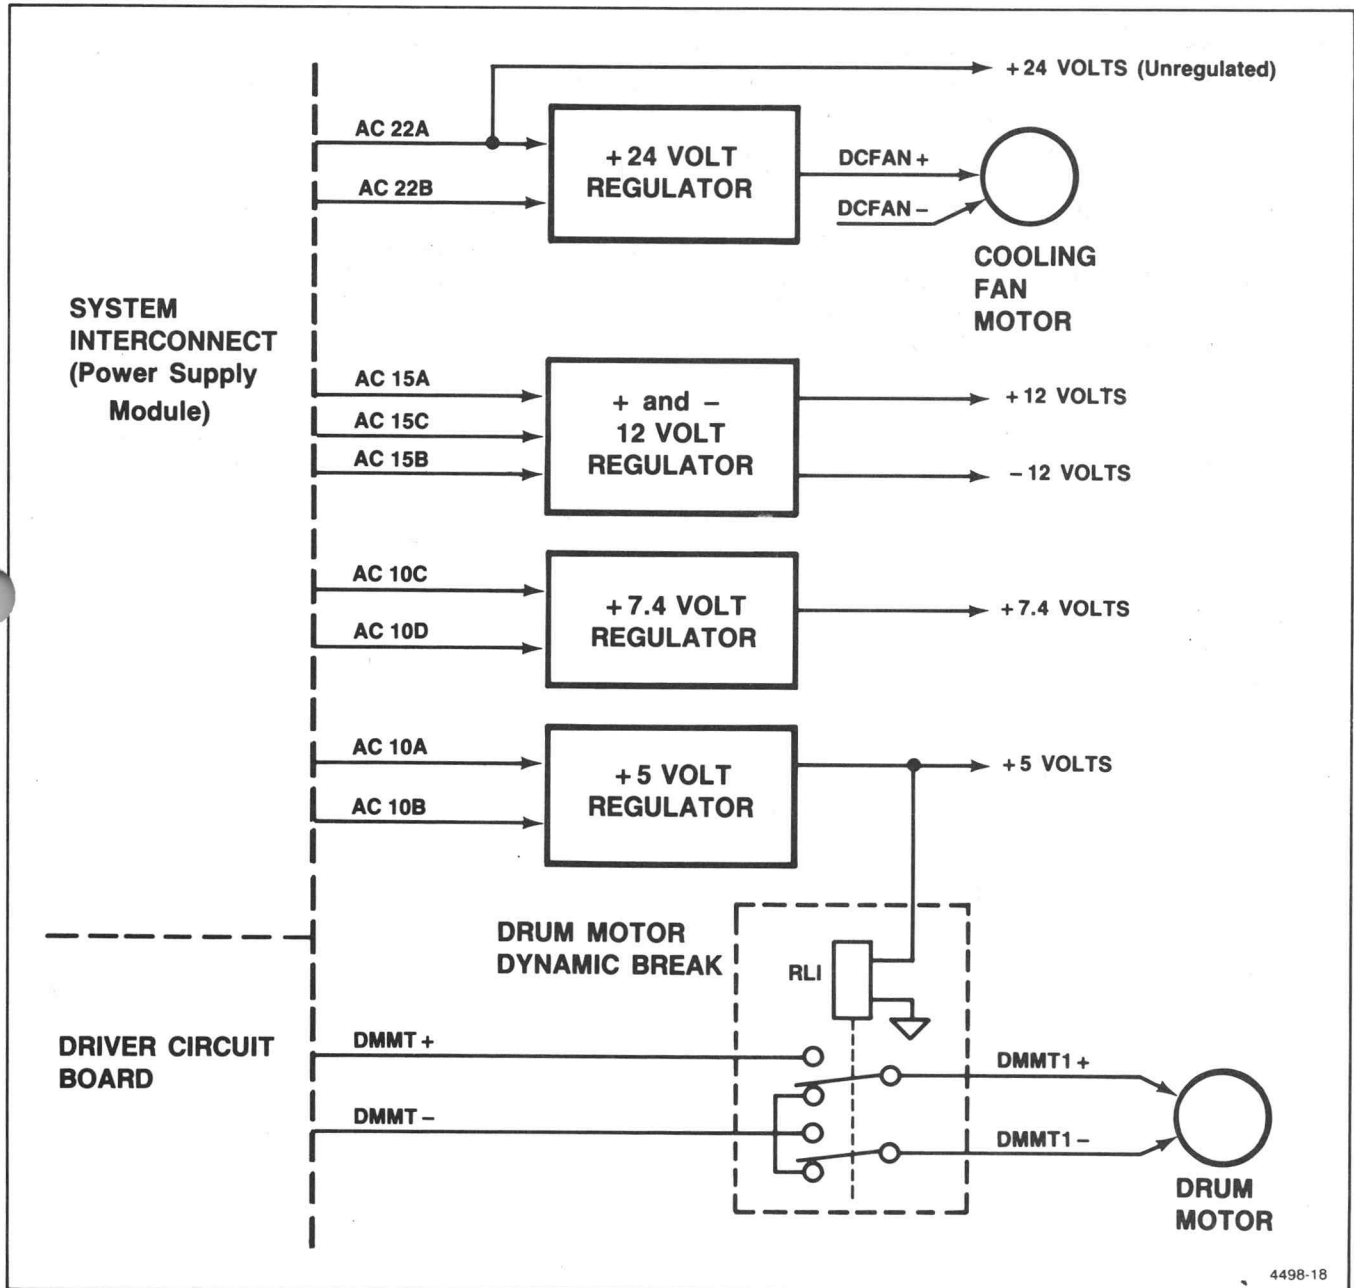 +24 VOLTS (Unregulated)
AC 22A
AC 22B
+24 VOLT
REGULATOR
DCFAN+
DCFAN-
COOLING
FAN
MOTOR
SYSTEM
INTERCONNECT
(Power Supply
Module)
AC 15A
AC 15C
AC 15B
+ and -
12 VOLT
REGULATOR
+12 VOLTS
-12 VOLTS
AC 10C
AC 10D
+7.4 VOLT
REGULATOR
+7.4 VOLTS
AC 10A
AC 10B
+5 VOLT
REGULATOR
+5 VOLTS
DRUM MOTOR
DYNAMIC BREAK
RLI
DRIVER CIRCUIT
BOARD
DMMT+
DMMT-
DMMT1+
DMMT1-
DRUM
MOTOR
4498-18